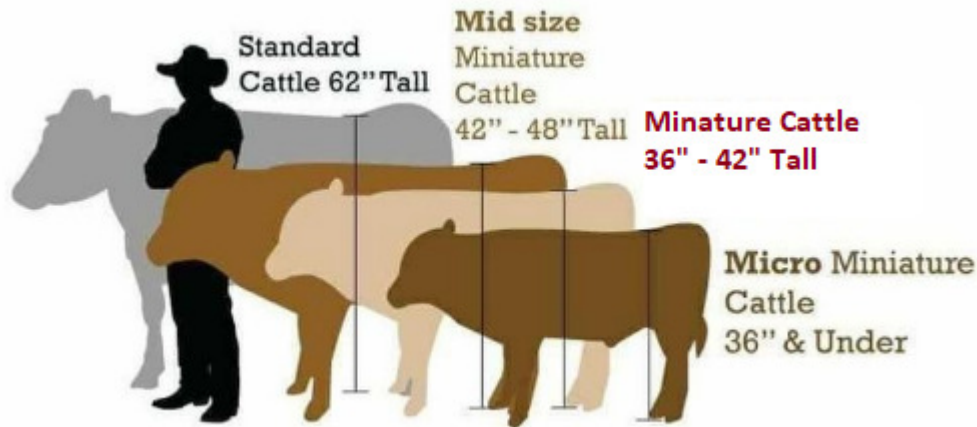 Standard
Cattle 62” Tall
Mid size
Miniature
Cattle
42” - 48” Tall
Minature Cattle
36" - 42" Tall
Micro Miniature
Cattle
36” & Under